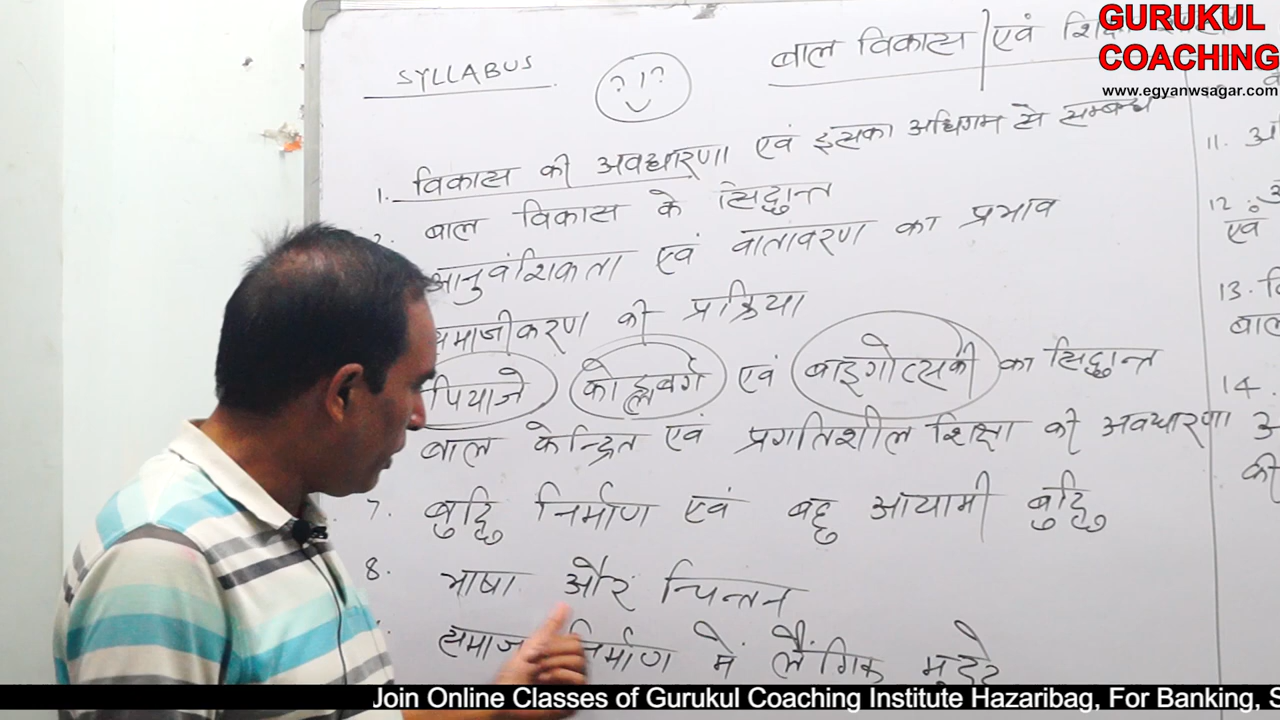 GURUKUL
COACHING
www.egyanwsagar.com
SYLLABUS
?!?
बाल विकास / एवं
1. विकास की अवधारणा एवं इसका अधिगम से सम्बन्ध
2. बाल विकास के सिद्धान्त
आनुवंशिकता एवं वातावरण का प्रभाव
समाजीकरण की प्रक्रिया
पियाजे कोह्लबर्ग एवं बाइगोत्सकी का सिद्धान्त
बाल केन्द्रित एवं प्रगतिशील शिक्षा की अवधारणा
7. बुद्धि निर्माण एवं बहु आयामी बुद्धि
8. भाषा और चिन्तन
समाज निर्माण में लैंगिक मुद्दे
11.
12
एवं
13.
14.
की
Join Online Classes of Gurukul Coaching Institute Hazaribag, For Banking, S